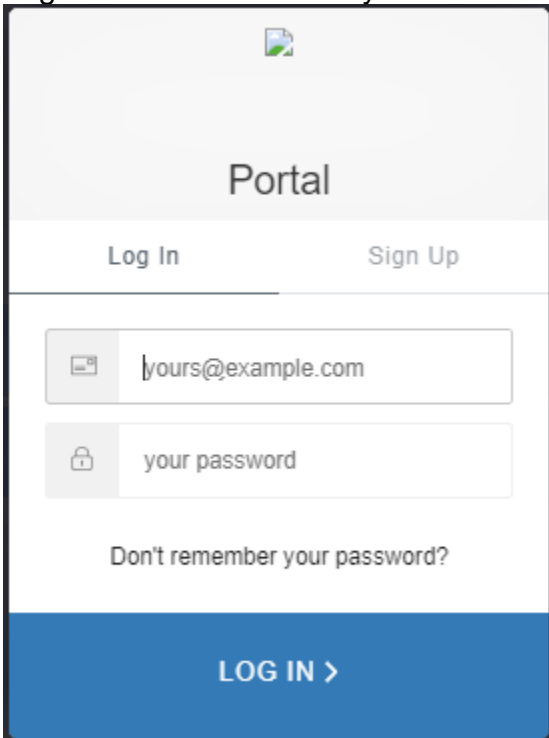 Portal
Log In
Sign Up
yours@example.com
your password
Don't remember your password?
LOG IN >